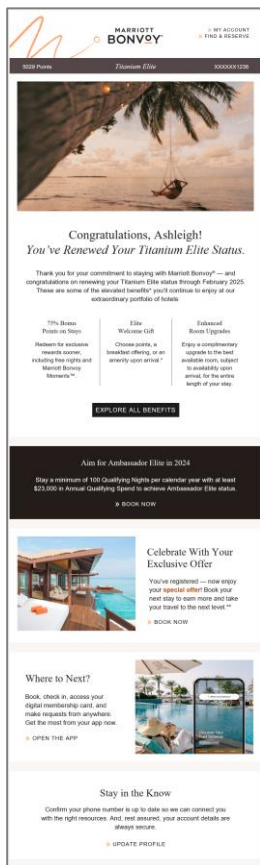 MARRIOTT
BONVOY
» MY ACCOUNT
» FIND & RESERVE
5029 Points
Titanium Elite
XXXXXX1236
Congratulations, Ashleigh!
You've Renewed Your Titanium Elite Status.
Thank you for your commitment to staying with Marriott Bonvoy® — and
congratulations on renewing your Titanium Elite status through February 2025.
These are some of the elevated benefits* you'll continue to enjoy at our
extraordinary portfolio of hotels
75% Bonus
Points on Stays
Redeem for exclusive
rewards sooner,
including free nights and
Marriott Bonvoy
Moments™.
Elite
Welcome Gift
Choose points, a
breakfast offering, or an
amenity upon arrival.*
Enhanced
Room Upgrades
Enjoy a complimentary
upgrade to the best
available room, subject
to availability upon
arrival, for the entire
length of your stay.
EXPLORE ALL BENEFITS
Aim for Ambassador Elite in 2024
Stay a minimum of 100 Qualifying Nights per calendar year with at least
$23,000 in Annual Qualifying Spend to achieve Ambassador Elite status.
» BOOK NOW
Celebrate With Your
Exclusive Offer
You've registered — now enjoy
your special offer! Book your
next stay to earn more and take
your travel to the next level.**
» BOOK NOW
Where to Next?
Book, check in, access your
digital membership card, and
make requests from anywhere.
Get the most from your app now.
» OPEN THE APP
Stay in the Know
Confirm your phone number is up to date so we can connect you
with the right resources. And, rest assured, your account details are
always secure.
» UPDATE PROFILE